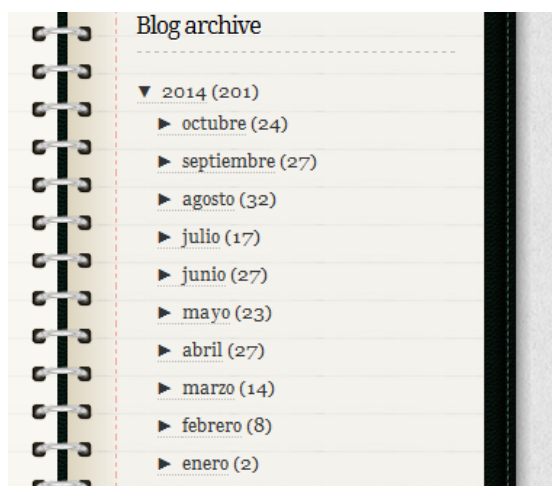 Blog archive
▼ 2014 (201)
► octubre (24)
► septiembre (27)
► agosto (32)
► julio (17)
► junio (27)
► mayo (23)
► abril (27)
► marzo (14)
► febrero (8)
► enero (2)